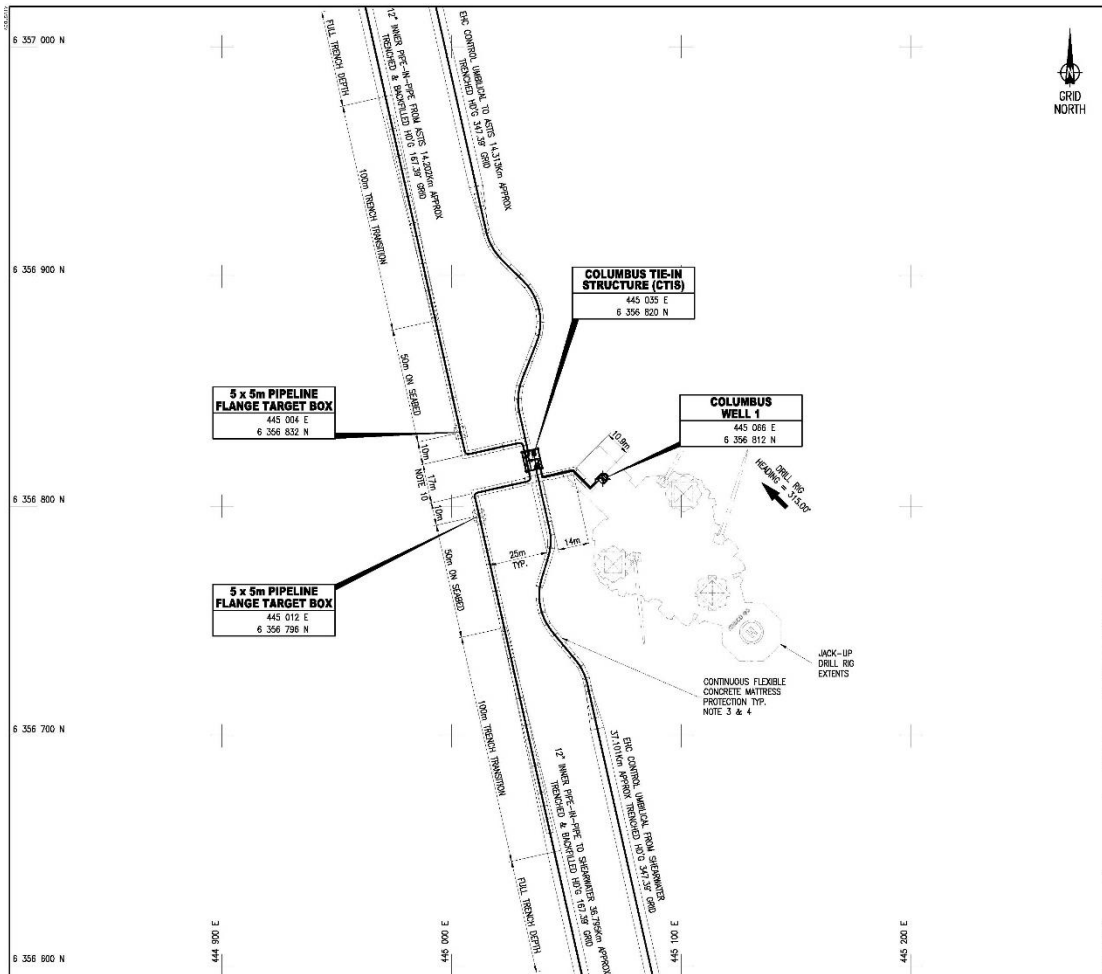 6 357 000 N
6 356 900 N
6 356 800 N
6 356 700 N
6 356 600 N
444 900 E
445 000 E
445 100 E
445 200 E
GRID
NORTH
FULL TRENCH DEPTH
12" INNER PIPE-IN-PIPE FROM ASTIS 14.202Km APPROX
TRENCHED & BACKFILLED HD'G 167.39° GRID
EHC CONTROL UMBILICAL TO ASTIS 14.313Km APPROX
TRENCHED HD'G 347.39° GRID
100m TRENCH TRANSITION
50m ON SEABED
10m
17m
NOTE 10
10m
50m ON SEABED
100m TRENCH TRANSITION
FULL TRENCH DEPTH
COLUMBUS TIE-IN
STRUCTURE (CTIS)
445 035 E
6 356 820 N
5 x 5m PIPELINE
FLANGE TARGET BOX
445 004 E
6 356 832 N
COLUMBUS
WELL 1
445 066 E
6 356 812 N
10.9m
DRILL RIG
HEADING = 315.00°
25m
TYP.
14m
5 x 5m PIPELINE
FLANGE TARGET BOX
445 012 E
6 356 796 N
JACK-UP
DRILL RIG
EXTENTS
CONTINUOUS FLEXIBLE
CONCRETE MATTRESS
PROTECTION TYP.
NOTE 3 & 4
12" INNER PIPE-IN-PIPE TO SHEARWATER 36.795Km APPROX
TRENCHED & BACKFILLED HD'G 167.39° GRID
EHC CONTROL UMBILICAL FROM SHEARWATER
37.101Km APPROX TRENCHED HD'G 347.39° GRID